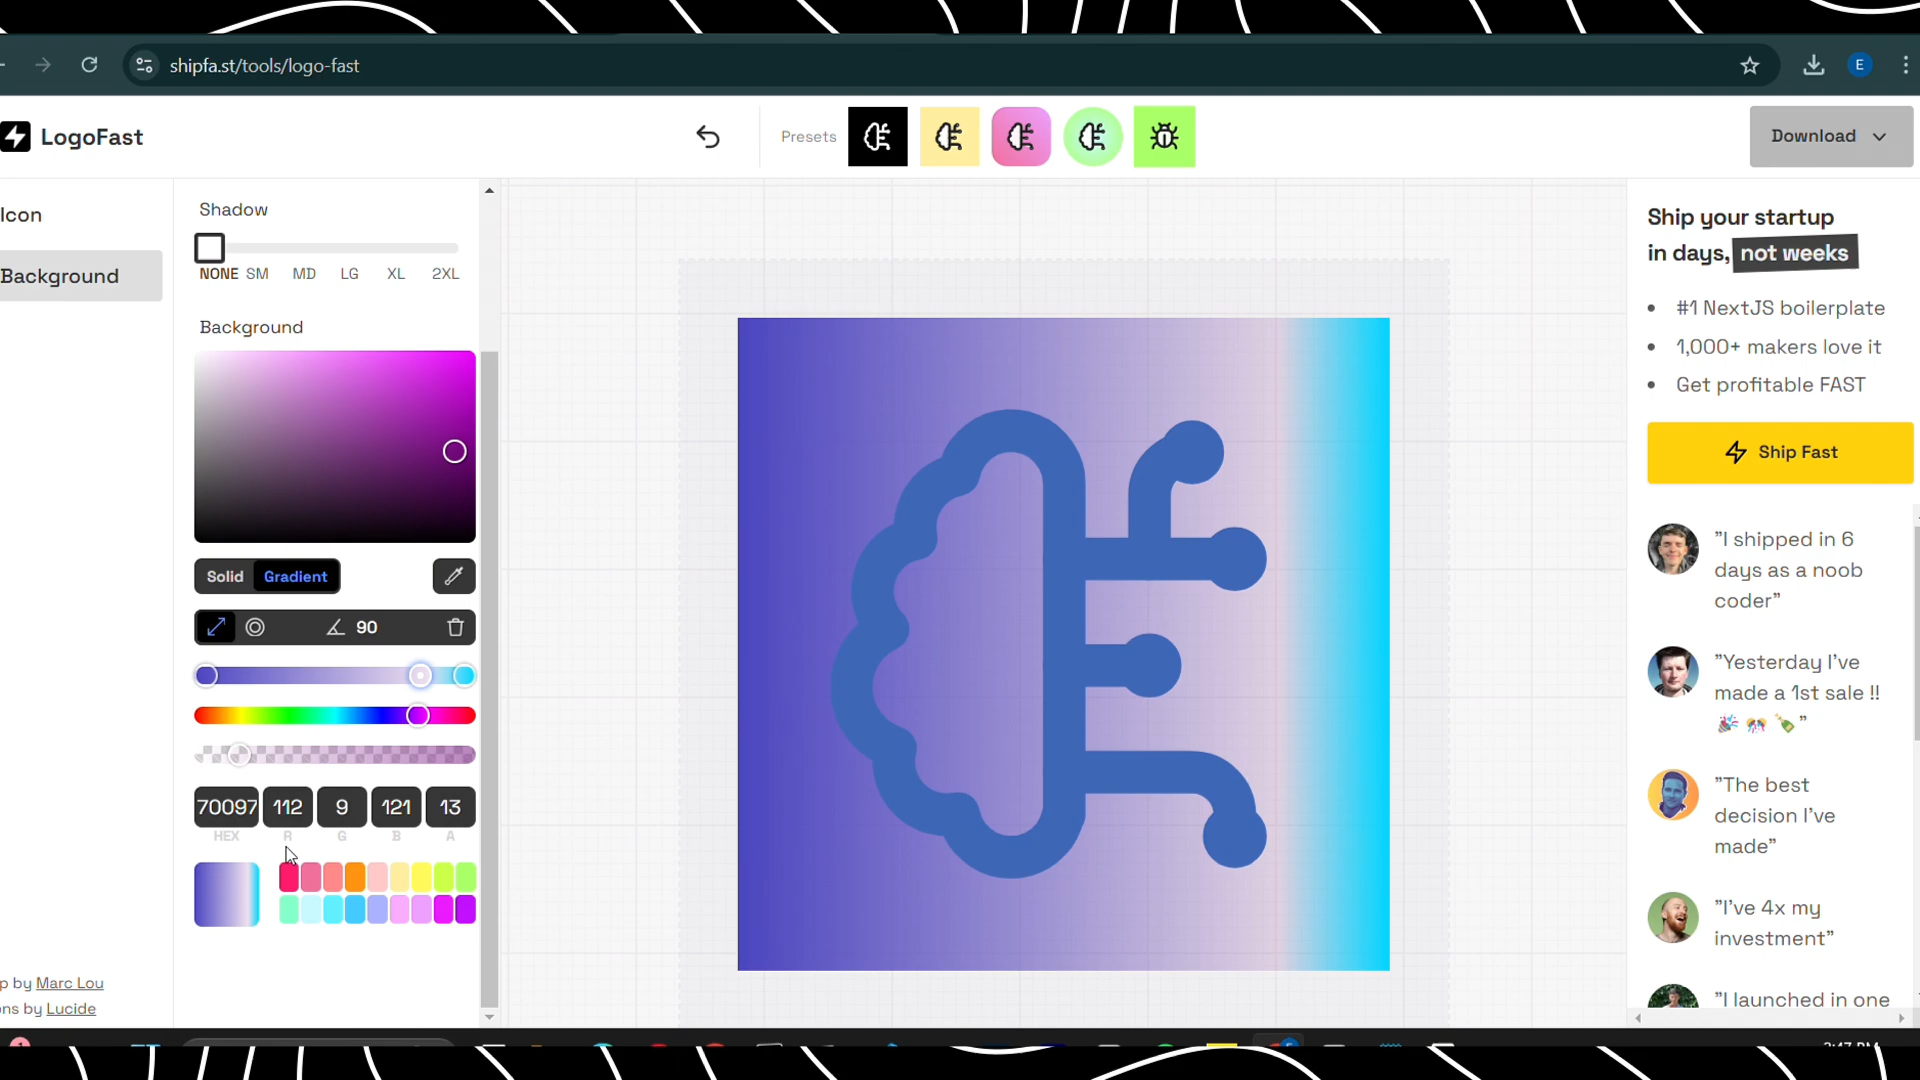 shipfa.st/tools/logo-fast
E
LogoFast
Presets
Download
Icon
Background
Shadow
NONE SM MD LG XL 2XL
Background
Solid Gradient
90
70097 112 9 121 13
HEX R G B A
p by Marc Lou
ns by Lucide
Ship your startup
in days, not weeks
#1 NextJS boilerplate
1,000+ makers love it
Get profitable FAST
Ship Fast
"I shipped in 6
days as a noob
coder"
"Yesterday I've
made a 1st sale !!
"
"The best
decision I've
made"
"I've 4x my
investment"
"I launched in one